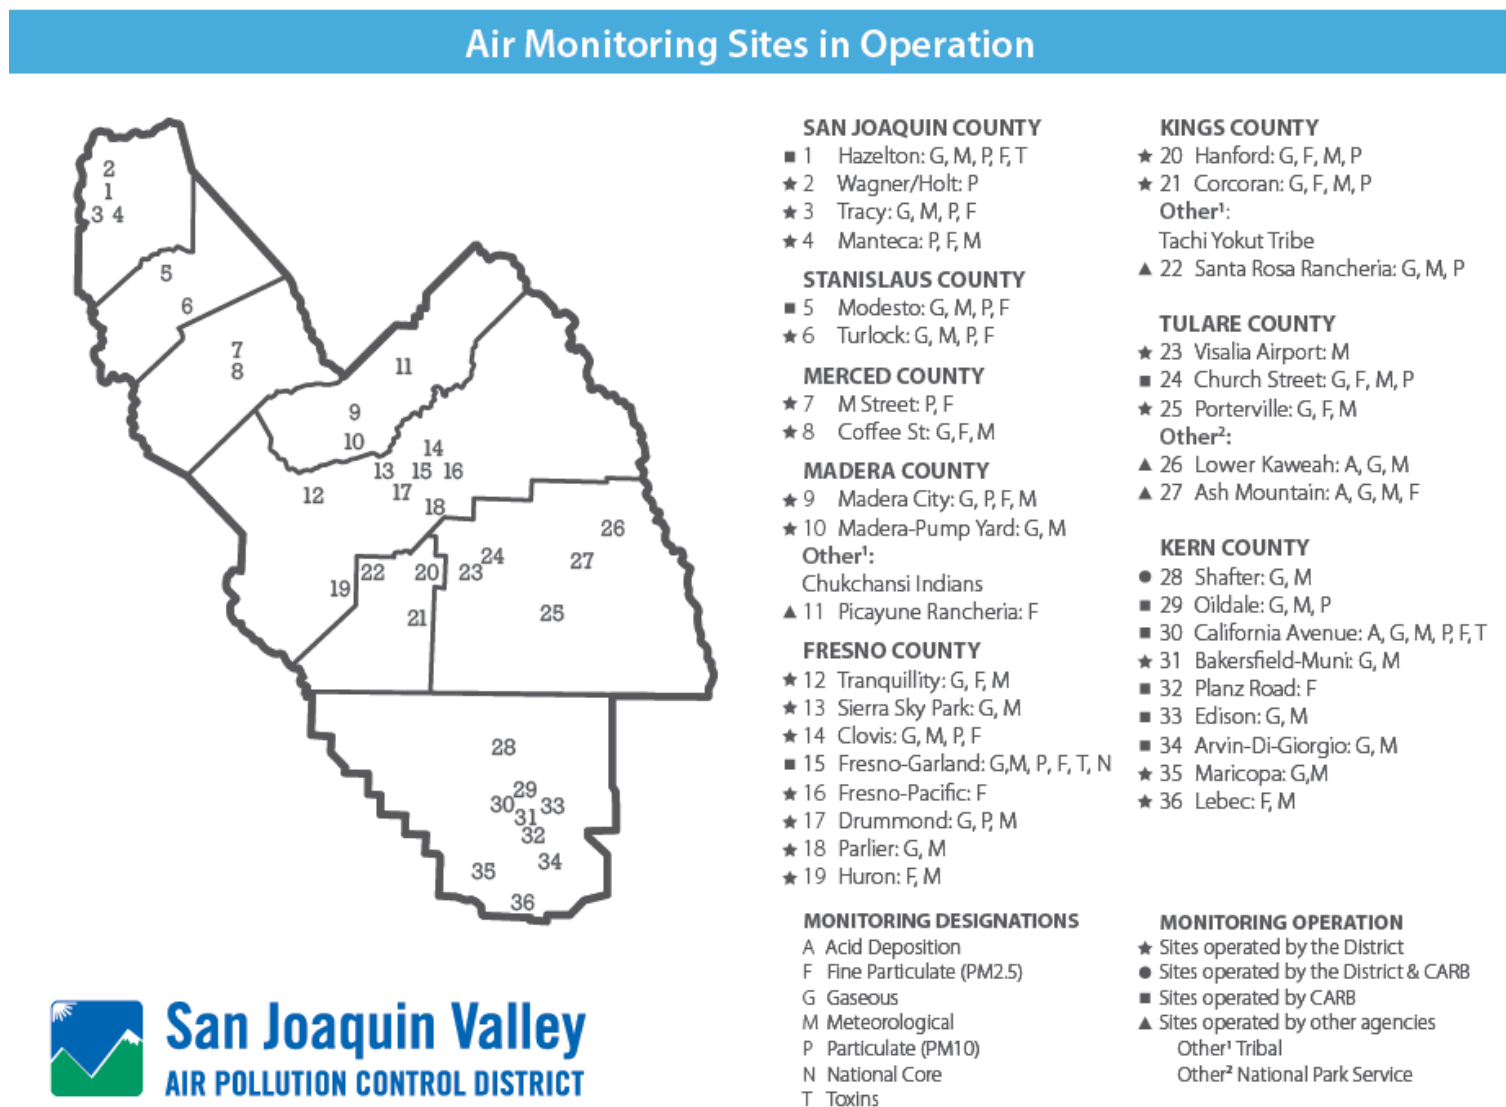 Air Monitoring Sites in Operation
2
1
3 4
5
6
7
8
11
9
10
14
13 15 16
12 17
18
26
24
27
22 20 23
19
21
25
28
29
30 33
31
32
34
35
36
SAN JOAQUIN COUNTY
■ 1 Hazelton: G, M, P, F, T
★ 2 Wagner/Holt: P
★ 3 Tracy: G, M, P, F
★ 4 Manteca: P, F, M
STANISLAUS COUNTY
■ 5 Modesto: G, M, P, F
★ 6 Turlock: G, M, P, F
MERCED COUNTY
★ 7 M Street: P, F
★ 8 Coffee St: G, F, M
MADERA COUNTY
★ 9 Madera City: G, P, F, M
★ 10 Madera-Pump Yard: G, M
Other¹:
Chukchansi Indians
▲ 11 Picayune Rancheria: F
FRESNO COUNTY
★ 12 Tranquillity: G, F, M
★ 13 Sierra Sky Park: G, M
★ 14 Clovis: G, M, P, F
■ 15 Fresno-Garland: G,M, P, F, T, N
★ 16 Fresno-Pacific: F
★ 17 Drummond: G, P, M
★ 18 Parlier: G, M
★ 19 Huron: F, M
KINGS COUNTY
★ 20 Hanford: G, F, M, P
★ 21 Corcoran: G, F, M, P
Other¹:
Tachi Yokut Tribe
▲ 22 Santa Rosa Rancheria: G, M, P
TULARE COUNTY
★ 23 Visalia Airport: M
■ 24 Church Street: G, F, M, P
★ 25 Porterville: G, F, M
Other²:
▲ 26 Lower Kaweah: A, G, M
▲ 27 Ash Mountain: A, G, M, F
KERN COUNTY
● 28 Shafter: G, M
■ 29 Oildale: G, M, P
■ 30 California Avenue: A, G, M, P, F, T
★ 31 Bakersfield-Muni: G, M
■ 32 Planz Road: F
■ 33 Edison: G, M
■ 34 Arvin-Di-Giorgio: G, M
★ 35 Maricopa: G,M
★ 36 Lebec: F, M
MONITORING DESIGNATIONS
A Acid Deposition
F Fine Particulate (PM2.5)
G Gaseous
M Meteorological
P Particulate (PM10)
N National Core
T Toxins
MONITORING OPERATION
★ Sites operated by the District
● Sites operated by the District & CARB
■ Sites operated by CARB
▲ Sites operated by other agencies
Other¹ Tribal
Other² National Park Service
San Joaquin Valley
AIR POLLUTION CONTROL DISTRICT